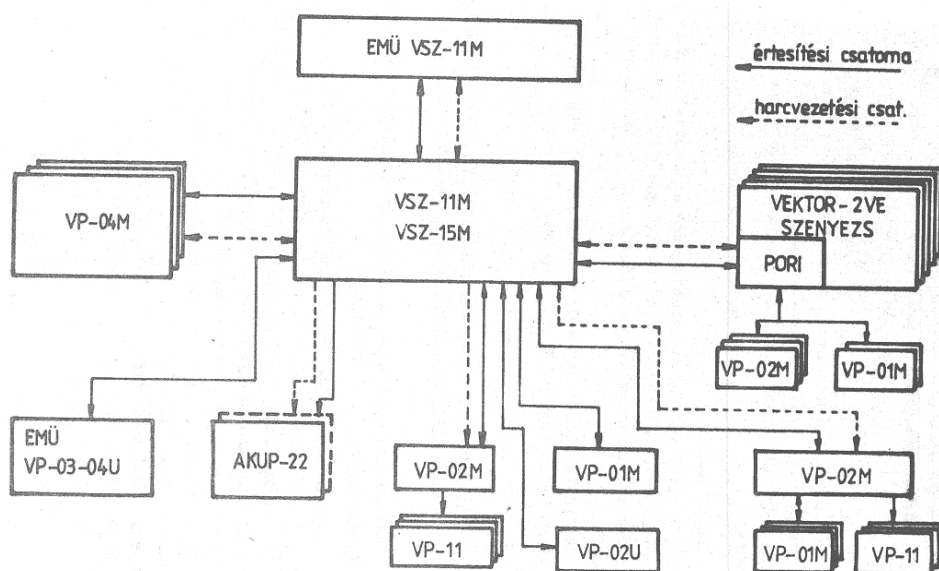 EMÜ VSZ-11M
értesítési csatorna
harcvezetési csat.
VP-04M
VSZ-11M
VSZ-15M
VEKTOR-2VE
SZENYEZS
PORI
VP-02M
VP-01M
EMÜ
VP-03-04U
AKUP-22
VP-02M
VP-01M
VP-02M
VP-11
VP-02U
VP-01M
VP-11